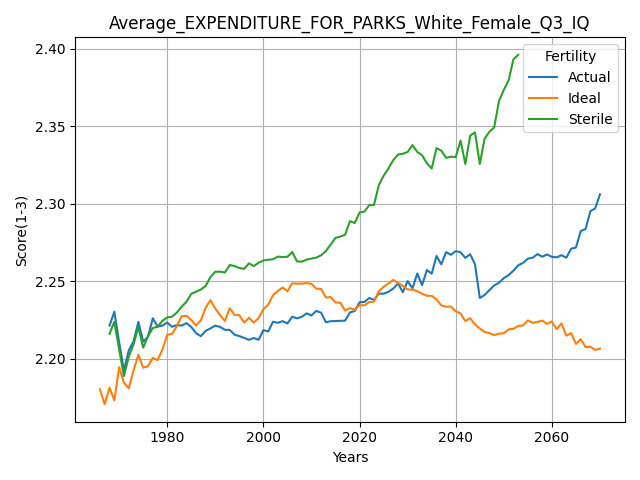 Average_EXPENDITURE_FOR_PARKS_White_Female_Q3_IQ
Fertility
Actual
Ideal
Sterile
Score(1-3)
2.40
2.35
2.30
2.25
2.20
1980
2000
2020
2040
2060
Years